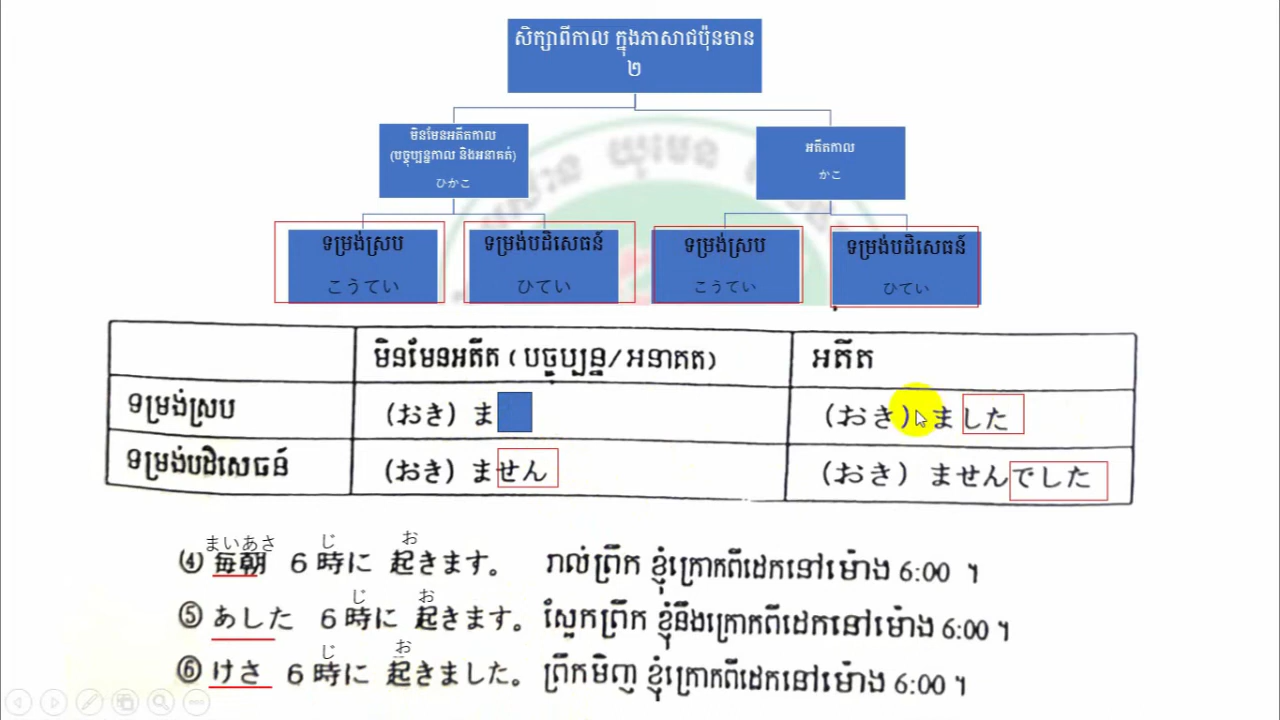 សិក្សាពីកាល ក្នុងភាសាជប៉ុនមាន
២
មិនមែនអតីតកាល
(បច្ចុប្បន្នកាល និងអនាគត់)
ひかこ
អតីតកាល
かこ
ទម្រង់ស្រប
こうてい
ទម្រង់បដិសេធន៍
ひてい
ទម្រង់ស្រប
こうてい
ទម្រង់បដិសេធន៍
ひてい
មិនមែនអតីត (បច្ចុប្បន្ន/អនាគត)
អតីត
ទម្រង់ស្រប
(おき) ま
(おき) ました
ទម្រង់បដិសេធន៍
(おき) ません
(おき) ませんでした
まいあさ じ お
④ 毎朝 6時に 起きます。 រាល់ព្រឹក ខ្ញុំក្រោកពីដេកនៅម៉ោង 6:00 ។
じ お
⑤ あした 6時に 起きます。 ស្អែកព្រឹក ខ្ញុំនឹងក្រោកពីដេកនៅម៉ោង 6:00 ។
じ お
⑥ けさ 6時に 起きました。 ព្រឹកមិញ ខ្ញុំក្រោកពីដេកនៅម៉ោង 6:00 ។